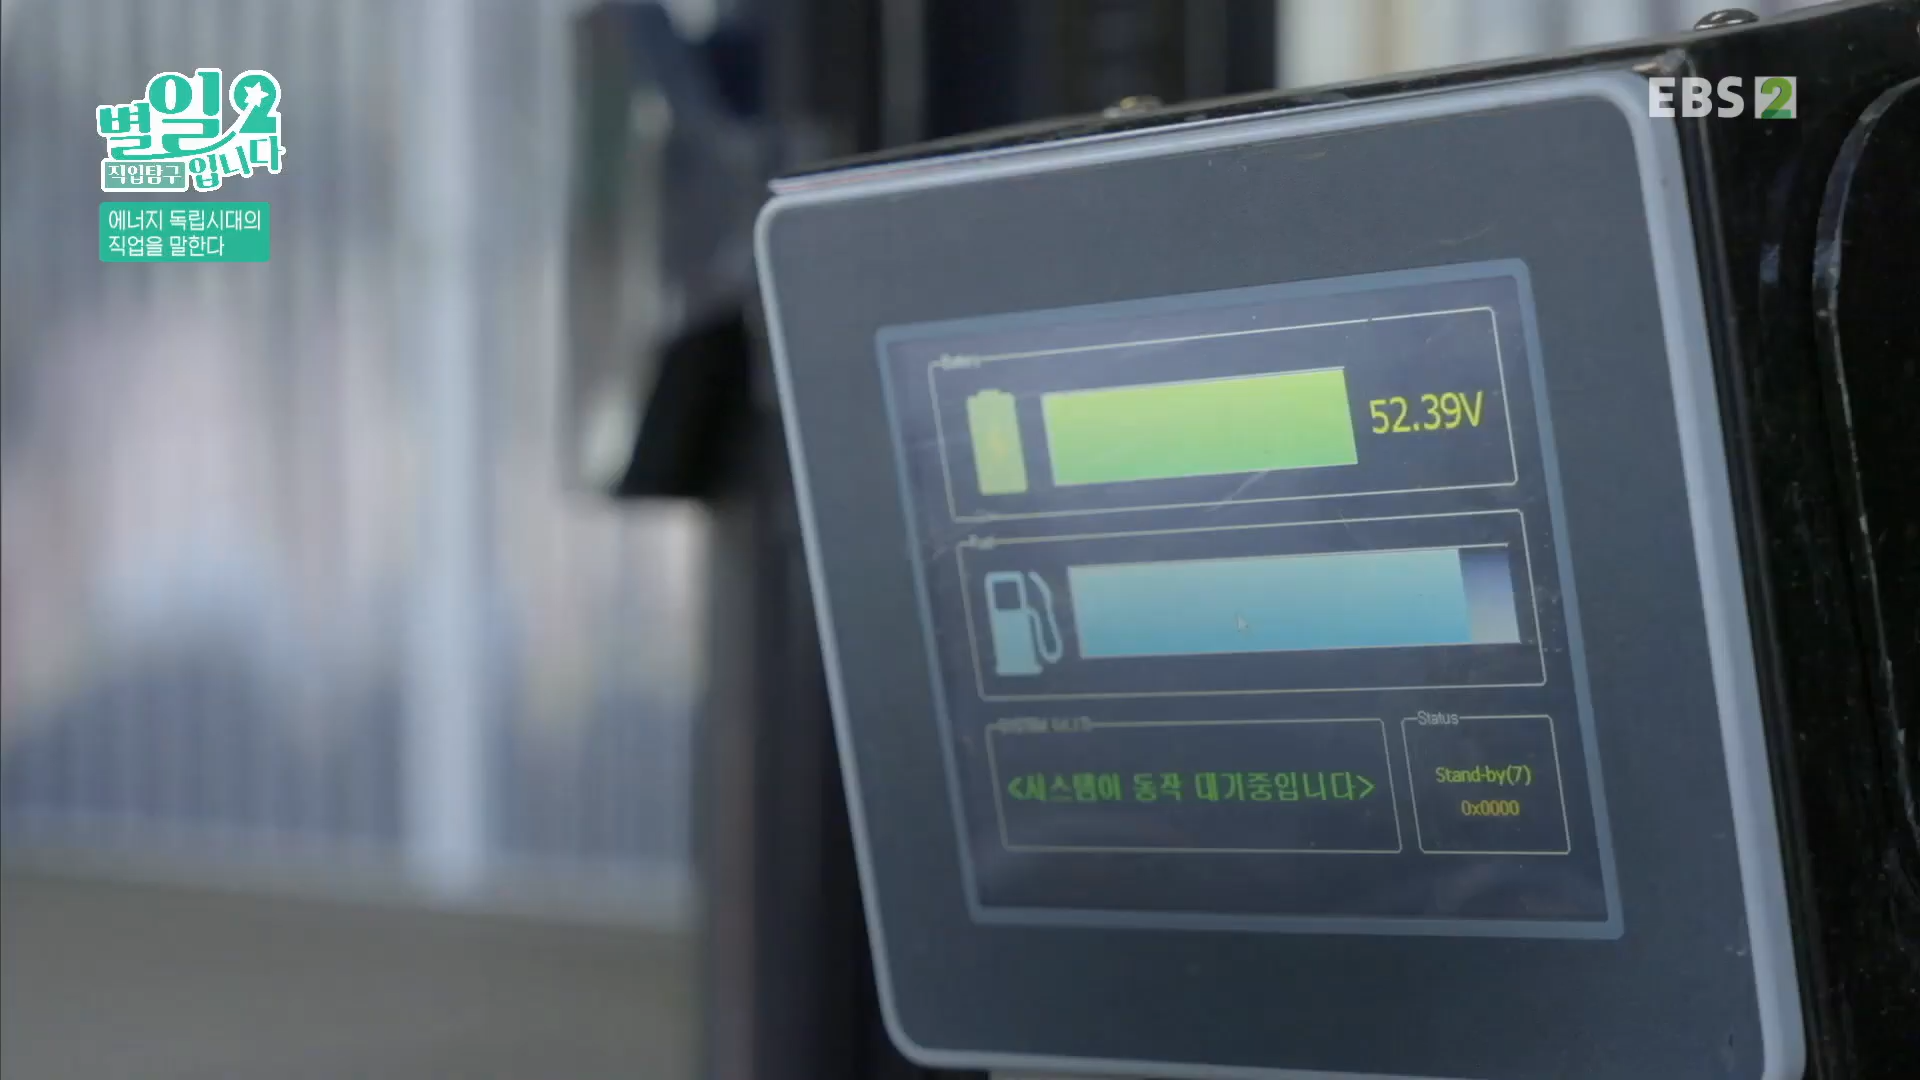 별일2
직업탐구 입니다
에너지 독립시대의
직업을 말한다
EBS 2
52.39V
<시스템이 동작 대기중입니다>
Status
Stand-by(7)
0x0000